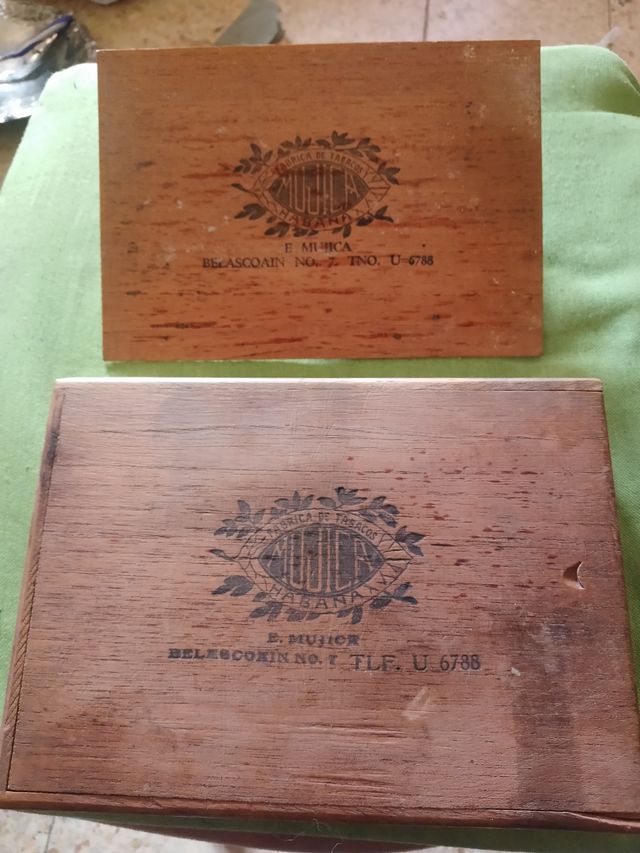 FABRICA DE TABACOS
MUJICA
HABANA
E MUJICA
BELASCOAIN NO. 7. TNO. U 6788
FABRICA DE TABACOS
MUJICA
HABANA
E. MUJICA
BELASCOAIN NO. 7 TLF. U 6788